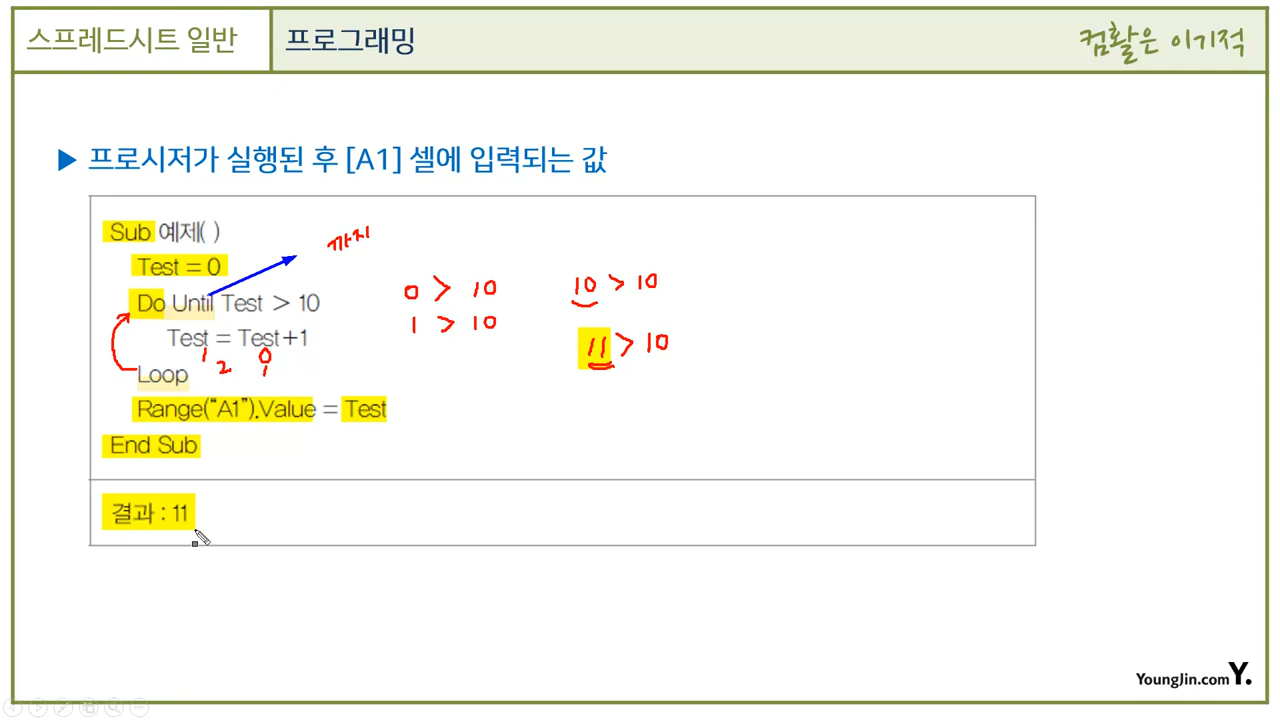 스프레드시트 일반
프로그래밍
컴활은 이기적
▶ 프로시저가 실행된 후 [A1] 셀에 입력되는 값
Sub 예제( )
까지
Test = 0
Do Until Test > 10
0 > 10
10 > 10
Test = Test+1
1 > 10
11 > 10
1 0
2 1
Loop
Range("A1").Value = Test
End Sub
결과 : 11
YoungJin.com Y.